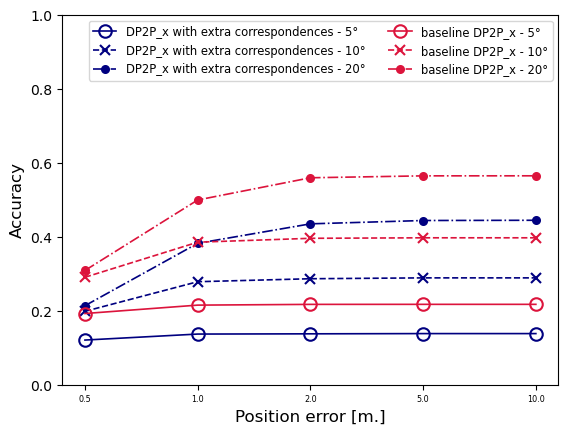 DP2P_x with extra correspondences - 5°
DP2P_x with extra correspondences - 10°
DP2P_x with extra correspondences - 20°
baseline DP2P_x - 5°
baseline DP2P_x - 10°
baseline DP2P_x - 20°
Accuracy
1.0
0.8
0.6
0.4
0.2
0.0
0.5 1.0 2.0 5.0 10.0
Position error [m.]